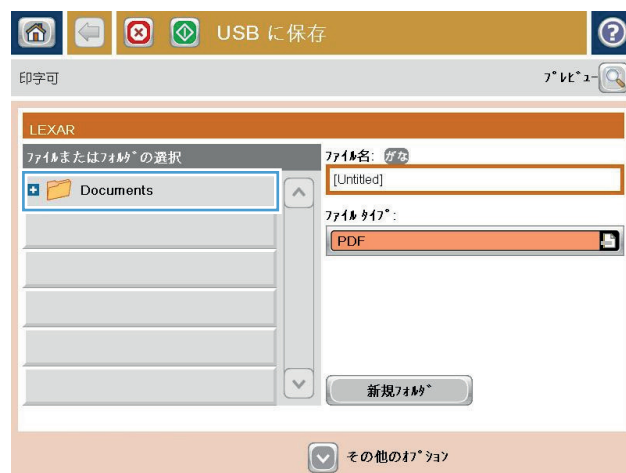 USB に保存
印字可
ﾌﾟﾚﾋﾞｭｰ
LEXAR
ﾌｧｲﾙまたはﾌｫﾙﾀﾞの選択
Documents
ﾌｧｲﾙ名: がな
[Untitled]
ﾌｧｲﾙ ﾀｲﾌﾟ:
PDF
新規ﾌｫﾙﾀﾞ
その他のｵﾌﾟｼｮﾝ